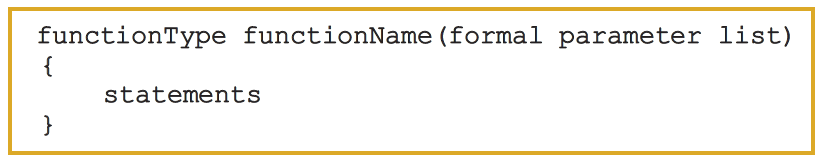 functionType functionName(formal parameter list)
{
    statements
}